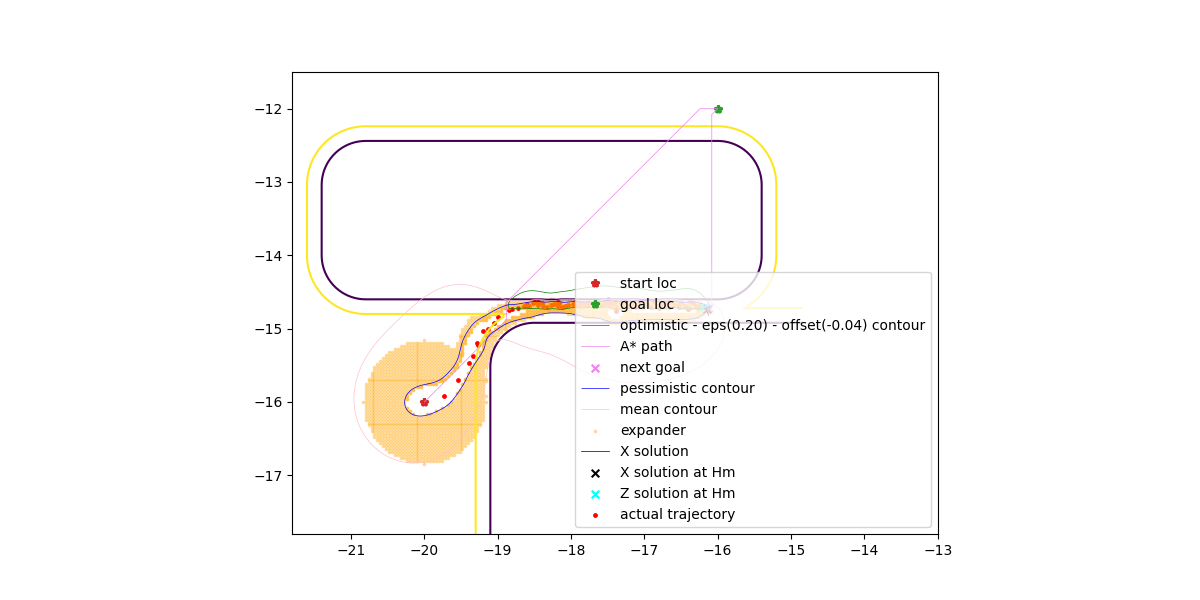 −12
−13
−14
−15
−16
−17
start loc
goal loc
optimistic - eps(0.20) - offset(-0.04) contour
A* path
next goal
pessimistic contour
mean contour
expander
X solution
X solution at Hm
Z solution at Hm
actual trajectory
−21 −20 −19 −18 −17 −16 −15 −14 −13